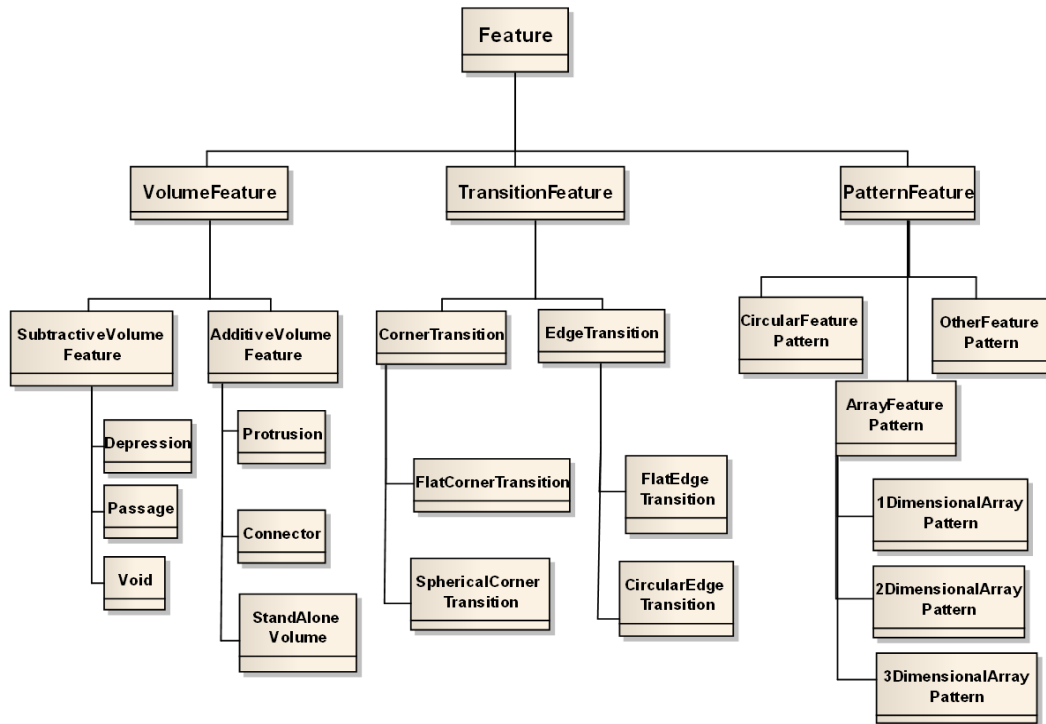 Feature
VolumeFeature
TransitionFeature
PatternFeature
SubtractiveVolume
Feature
AdditiveVolume
Feature
CornerTransition
EdgeTransition
CircularFeature
Pattern
OtherFeature
Pattern
ArrayFeature
Pattern
Depression
Passage
Void
Protrusion
Connector
StandAlone
Volume
FlatCornerTransition
SphericalCorner
Transition
FlatEdge
Transition
CircularEdge
Transition
1DimensionalArray
Pattern
2DimensionalArray
Pattern
3DimensionalArray
Pattern